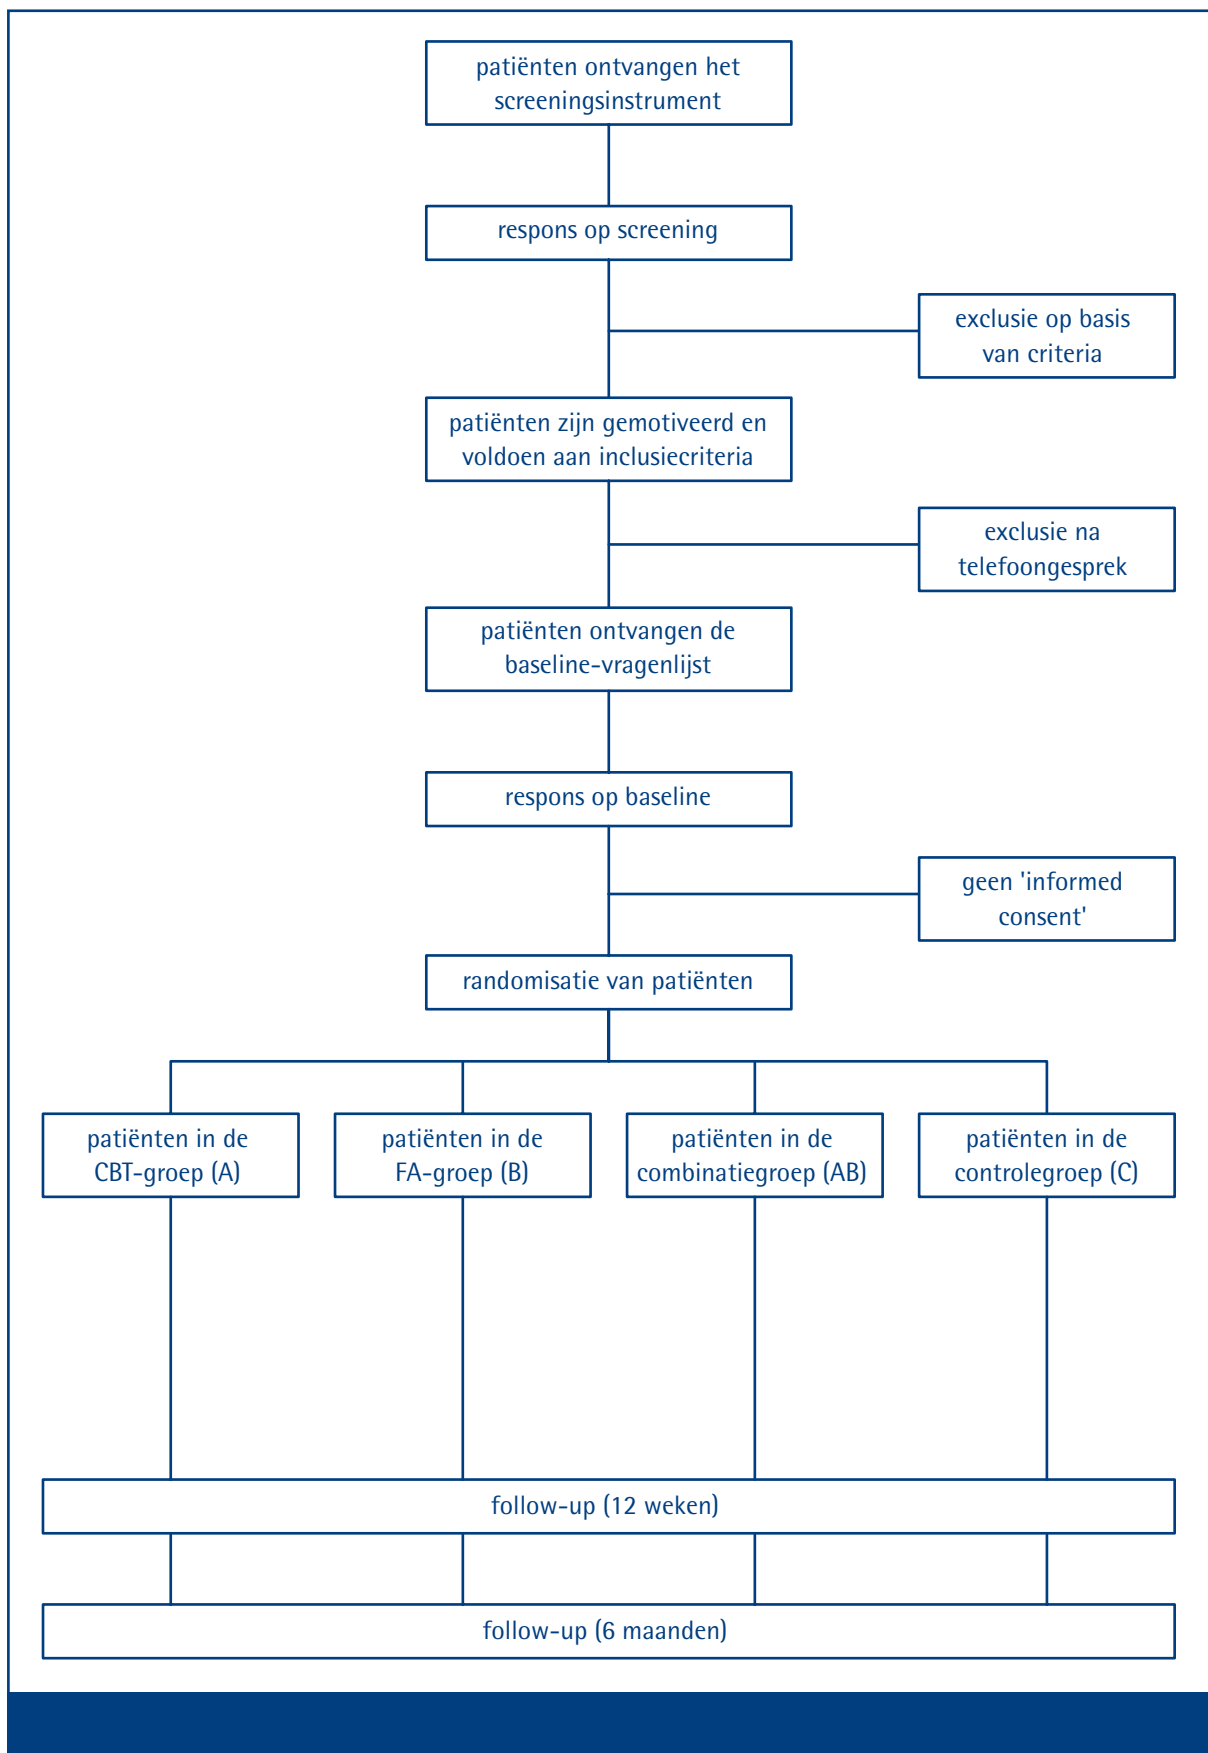 patiënten ontvangen het
screeningsinstrument
respons op screening
exclusie op basis
van criteria
patiënten zijn gemotiveerd en
voldoen aan inclusiecriteria
exclusie na
telefoongesprek
patiënten ontvangen de
baseline-vragenlijst
respons op baseline
geen 'informed
consent'
randomisatie van patiënten
patiënten in de
CBT-groep (A)
patiënten in de
FA-groep (B)
patiënten in de
combinatiegroep (AB)
patiënten in de
controlegroep (C)
follow-up (12 weken)
follow-up (6 maanden)